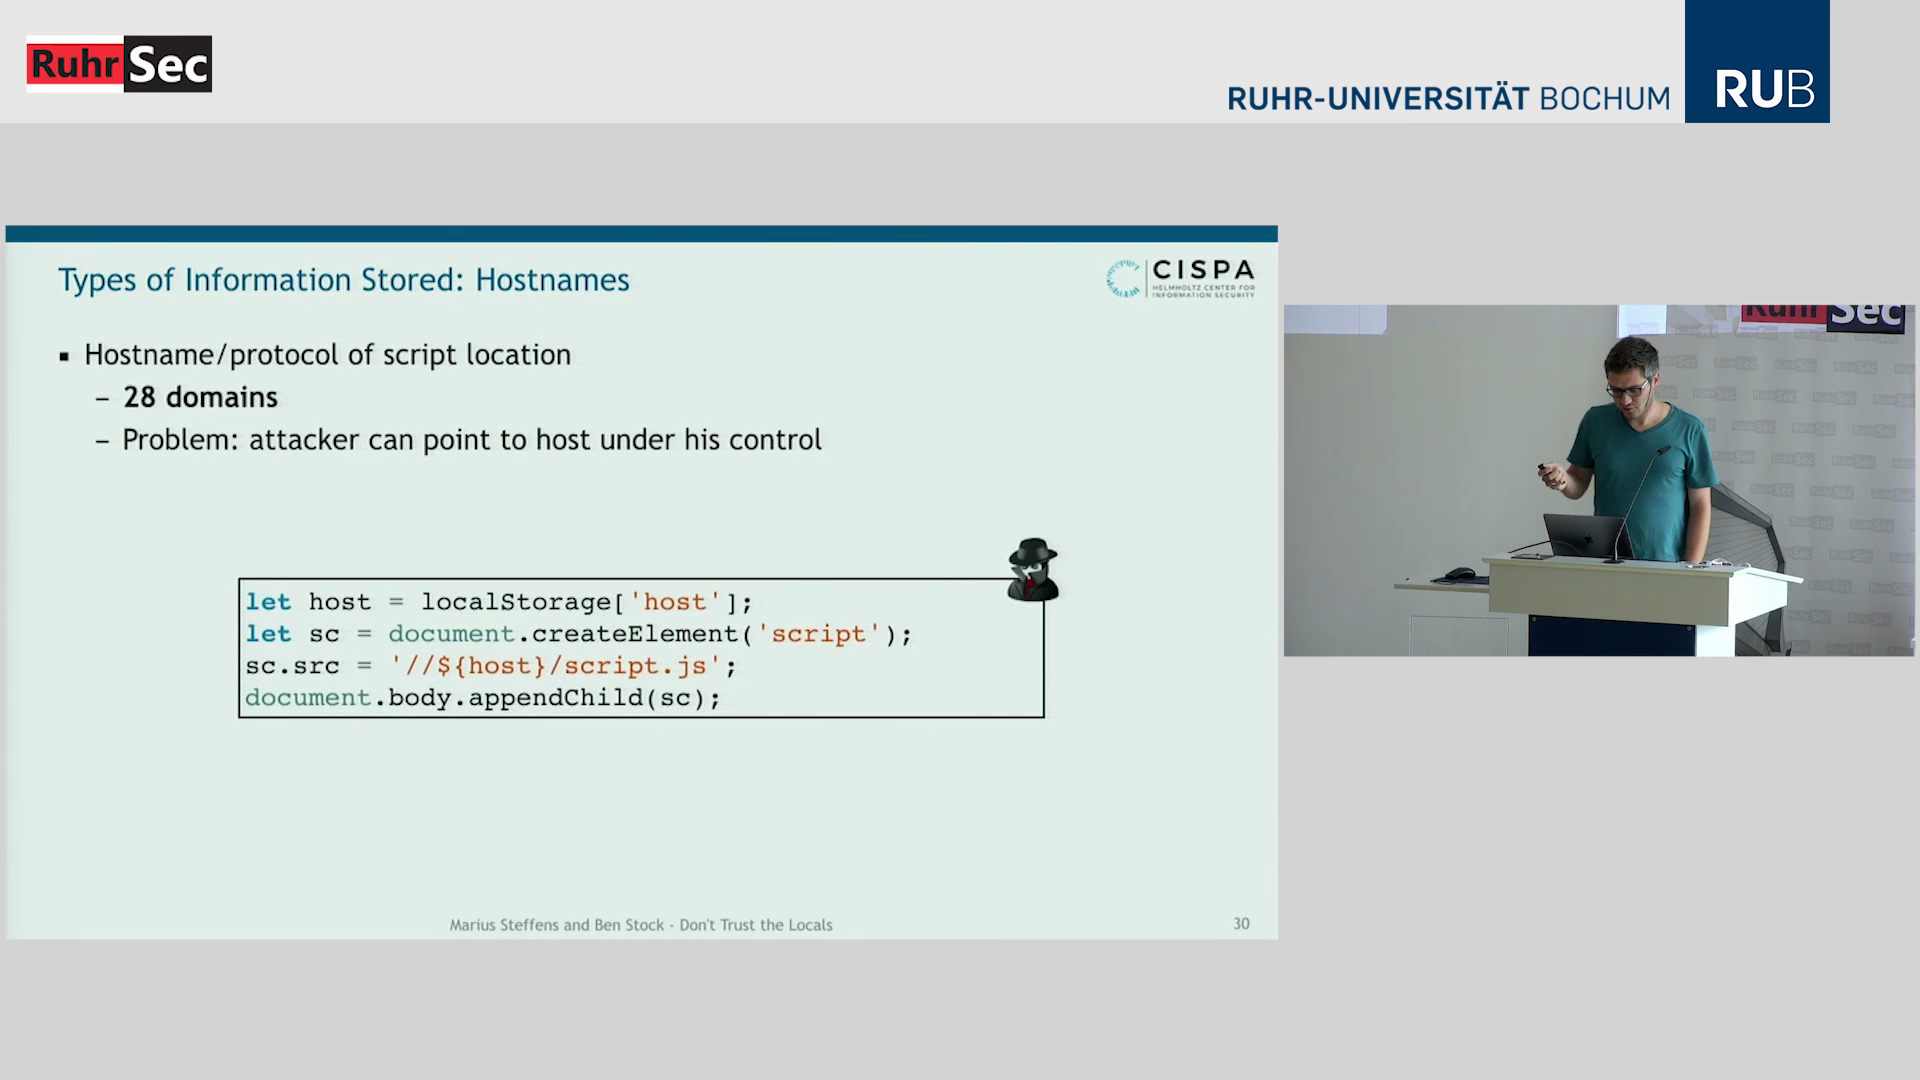 RuhrSec
RUHR-UNIVERSITÄT BOCHUM
RUB
Types of Information Stored: Hostnames
CISPA
HELMHOLTZ CENTER FOR
INFORMATION SECURITY
▪ Hostname/protocol of script location
– 28 domains
– Problem: attacker can point to host under his control
let host = localStorage['host'];
let sc = document.createElement('script');
sc.src = '//${host}/script.js';
document.body.appendChild(sc);
Marius Steffens and Ben Stock - Don't Trust the Locals
30
RuhrSec